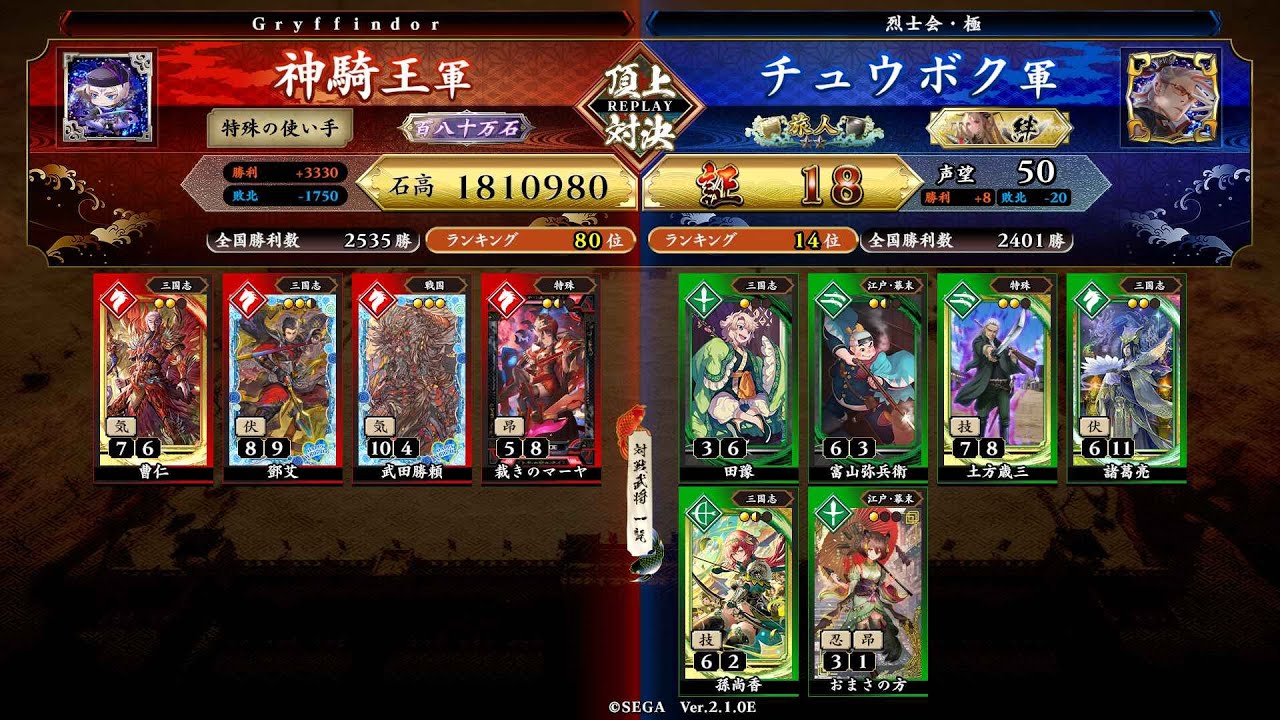 Gryffindor
烈士会・極
神騎王軍
チュウボク軍
頂上
REPLAY
対決
特殊の使い手
百八十万石
旅人
絆
勝利 +3330
敗北 -1750
石高 1810980
証 18
声望 50
勝利 +8 敗北 -20
全国勝利数 2535勝
ランキング 80位
ランキング 14位
全国勝利数 2401勝
三国志
気
7 6
曹仁
三国志
伏
8 9
鄧艾
戦国
気
10 4
武田勝頼
特殊
昂
5 8
裁きのマーヤ
対戦武将一覧
三国志
3 6
田豫
江戸・幕末
6 3
富山弥兵衛
特殊
技
7 8
土方歳三
三国志
伏
6 11
諸葛亮
三国志
技
6 2
孫尚香
江戸・幕末
忍 昂
3 1
おまさの方
©SEGA Ver.2.1.0E